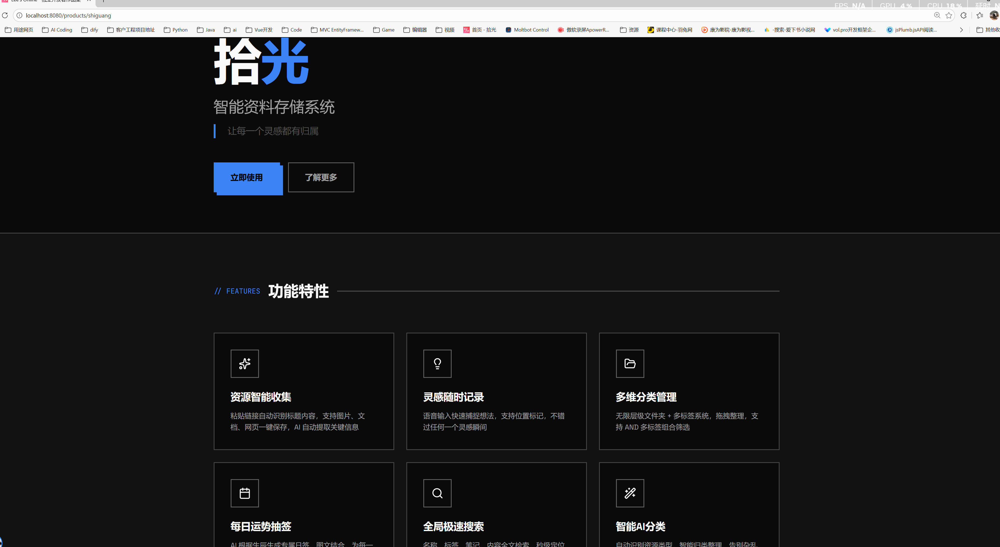 Lee's Online - 独立开发者作品集
FPS N/A GPU 4% CPU 18% 延时 N
localhost:8080/products/shiguang
用途网页 AI Coding dify 客户工程项目地址 Python Java ai Vue开发 Code MVC EntityFramew... Game 编辑器 视频 首页 - 拾光 Moltbot Control 傲软录屏ApowerR... 资源 课程中心-羽兔网 康为影院-康为影视... -搜索-爱下书小说网 vol.pro开发框架企... jsPlumb.jsAPI阅读... 其他收
拾光
智能资料存储系统
让每一个灵感都有归属
立即使用 了解更多
// FEATURES 功能特性
资源智能收集
粘贴链接自动识别标题内容，支持图片、文
档、网页一键保存，AI 自动提取关键信息
灵感随时记录
语音输入快速捕捉想法，支持位置标记，不错
过任何一个灵感瞬间
多维分类管理
无限层级文件夹 + 多标签系统，拖拽整理，支
持 AND 多标签组合筛选
每日运势抽签
AI 根据生辰生成专属日签，图文结合，为每一
全局极速搜索
名称、标签、笔记、内容全文检索，秒级定位
智能AI分类
自动识别资源类型，智能归类整理，告别杂乱